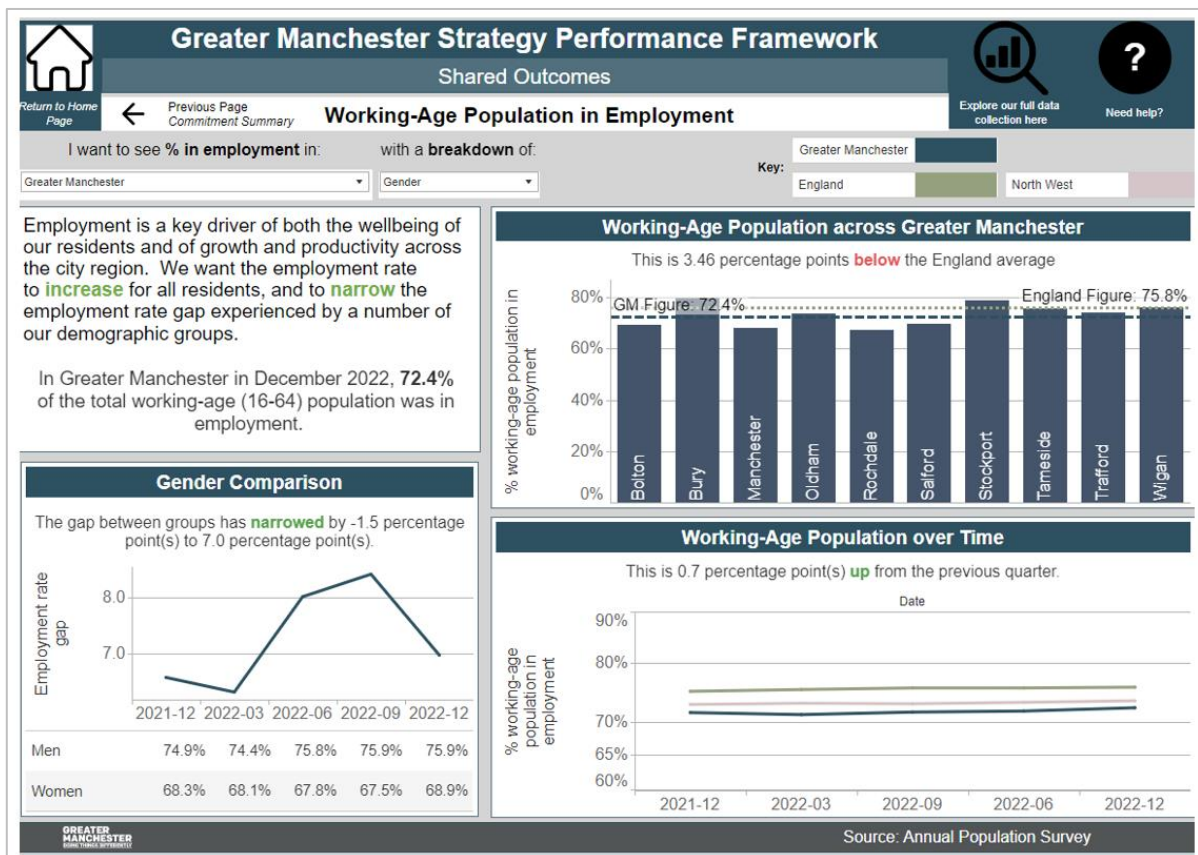 Greater Manchester Strategy Performance Framework
Shared Outcomes
Return to Home
Page
Previous Page
Commitment Summary
Working-Age Population in Employment
Explore our full data
collection here
?
Need help?
I want to see % in employment in:
with a breakdown of:
Greater Manchester
Gender
Key:
Greater Manchester
England
North West
Employment is a key driver of both the wellbeing of
our residents and of growth and productivity across
the city region. We want the employment rate
to increase for all residents, and to narrow the
employment rate gap experienced by a number of
our demographic groups.
In Greater Manchester in December 2022, 72.4%
of the total working-age (16-64) population was in
employment.
Working-Age Population across Greater Manchester
This is 3.46 percentage points below the England average
% working-age population in
employment
80%
60%
40%
20%
0%
GM Figure: 72.4%
England Figure: 75.8%
Bolton
Bury
Manchester
Oldham
Rochdale
Salford
Stockport
Tameside
Trafford
Wigan
Gender Comparison
The gap between groups has narrowed by -1.5 percentage
point(s) to 7.0 percentage point(s).
Employment rate
gap
8.0
7.0
2021-12 2022-03 2022-06 2022-09 2022-12
Men 74.9% 74.4% 75.8% 75.9% 75.9%
Women 68.3% 68.1% 67.8% 67.5% 68.9%
Working-Age Population over Time
This is 0.7 percentage point(s) up from the previous quarter.
Date
% working-age
population in
employment
90%
80%
70%
65%
60%
2021-12 2022-03 2022-09 2022-06 2022-12
GREATER
MANCHESTER
DOING THINGS DIFFERENTLY
Source: Annual Population Survey